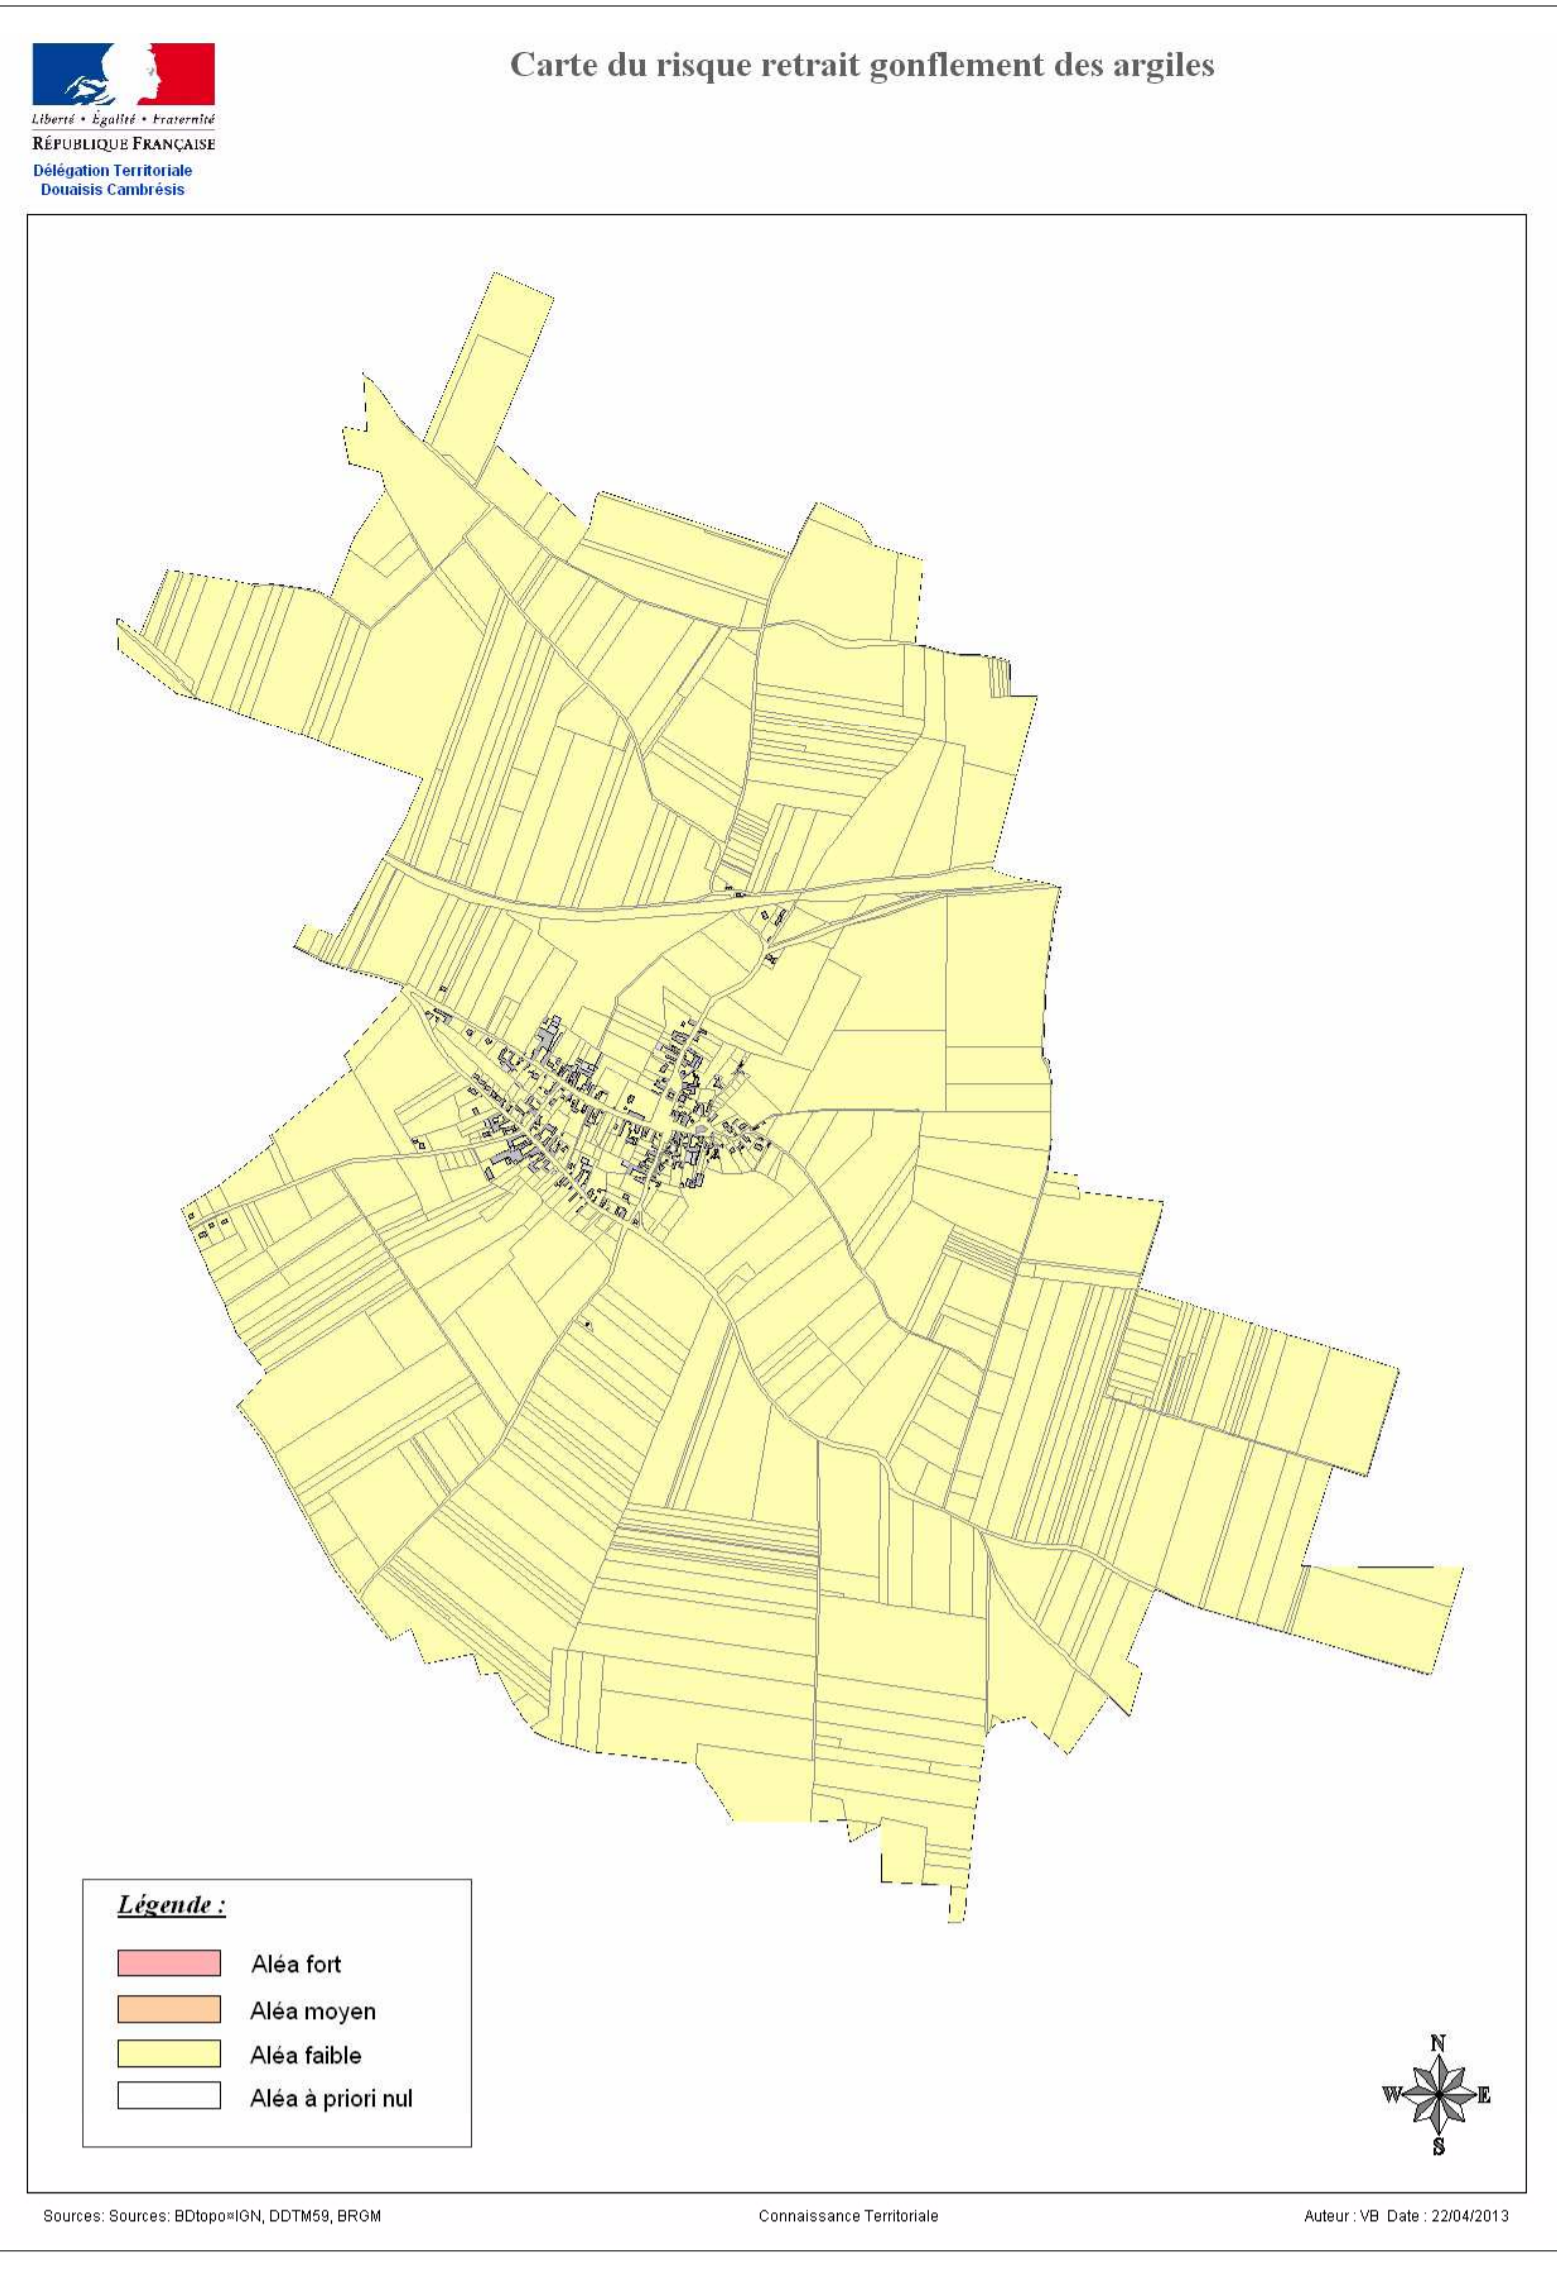 Carte du risque retrait gonflement des argiles
Liberté • Égalité • Fraternité
RÉPUBLIQUE FRANÇAISE
Délégation Territoriale
Douaisis Cambrésis
Légende :
Aléa fort
Aléa moyen
Aléa faible
Aléa à priori nul
N
W E
S
Sources: Sources: BDtopo¤IGN, DDTM59, BRGM
Connaissance Territoriale
Auteur : VB Date : 22/04/2013